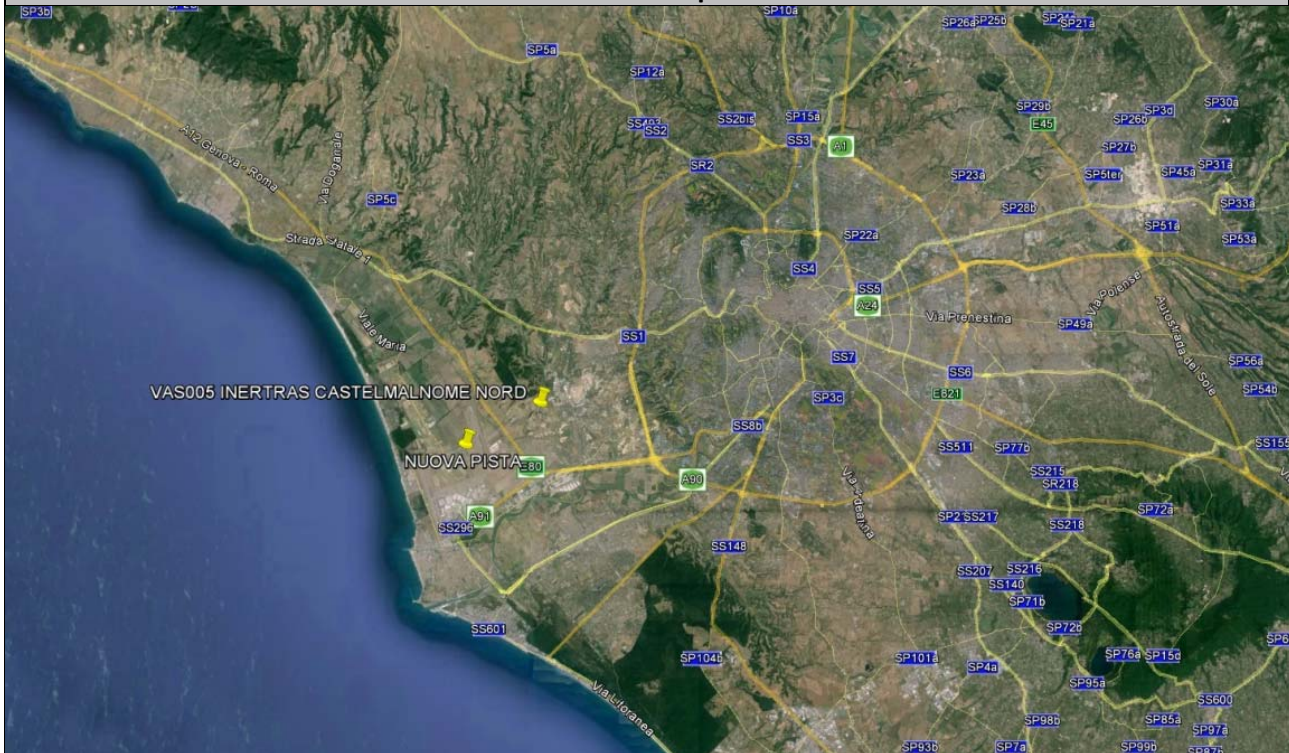 SP3b
SP10a
SP26a
SP25b
SP21a
SP5a
SP12a
SP29b
SP3d
SP30a
SS2bis
SP15a
E45
SP26b
SS2
SS3
A1
A12 Genova - Roma
Via Doganale
SR2
SP27b
SP5ter
SP45a
SP31a
SP23a
SP5c
SP28b
SP33a
SP51a
Strada Statale 1
SP22a
SP53a
SS4
SS5
A24
Via Polense
Viale Maria
Via Prenestina
SP49a
Autostrada del Sole
SS1
SS7
SP56a
SS6
SP54b
VAS005 INERTRAS CASTELMALNOME NORD
SP3c
E821
SS8b
NUOVA PISTA
E80
SS511
SP77b
SS155
A90
SS215
SR218
A91
SS296
SS217
SP72a
SS218
SS148
SS207
SS216
SS140
SP71b
SS601
SP72b
SP104b
SP101a
SP4a
SP76a
SP15d
SP95a
Via Litoranea
SS600
SP98b
SP85a
SP97a
SP93b
SP7a
SP99b